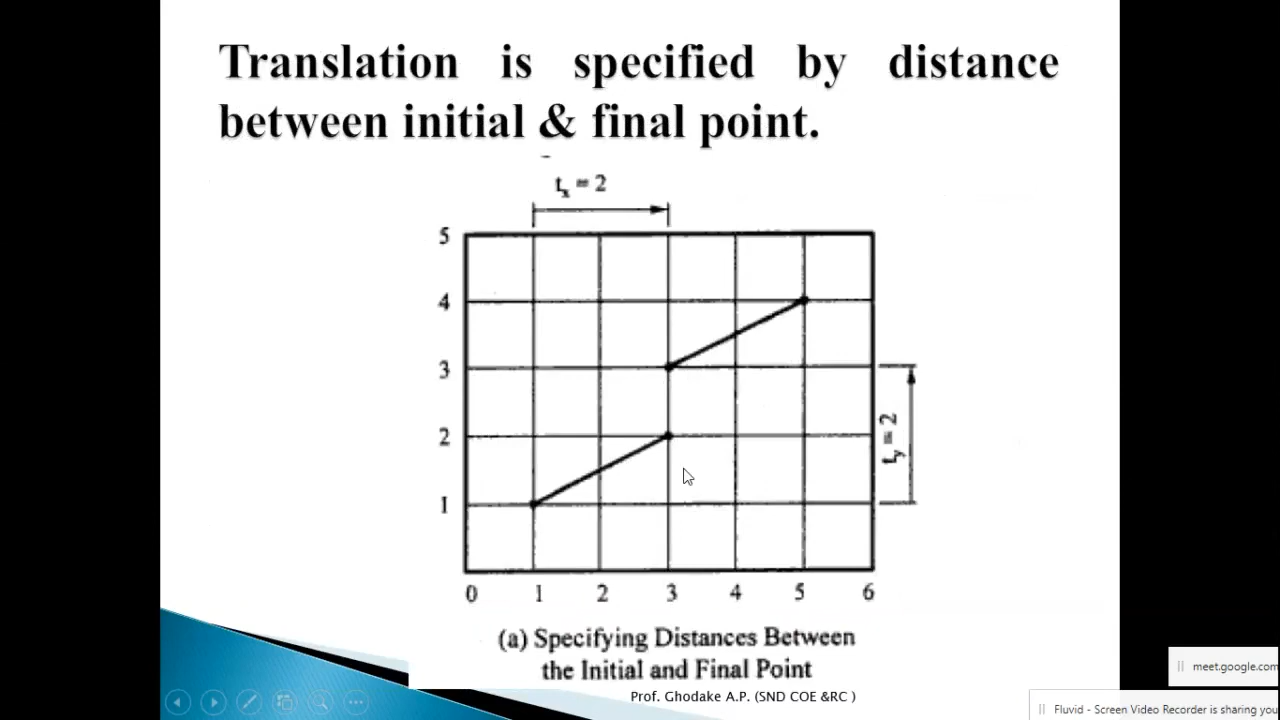 Translation is specified by distance
between initial & final point.
tx = 2
5
4
3
2
1
ty = 2
0 1 2 3 4 5 6
(a) Specifying Distances Between
the Initial and Final Point
Prof. Ghodake A.P. (SND COE &RC )
meet.google.com
Fluvid - Screen Video Recorder is sharing you